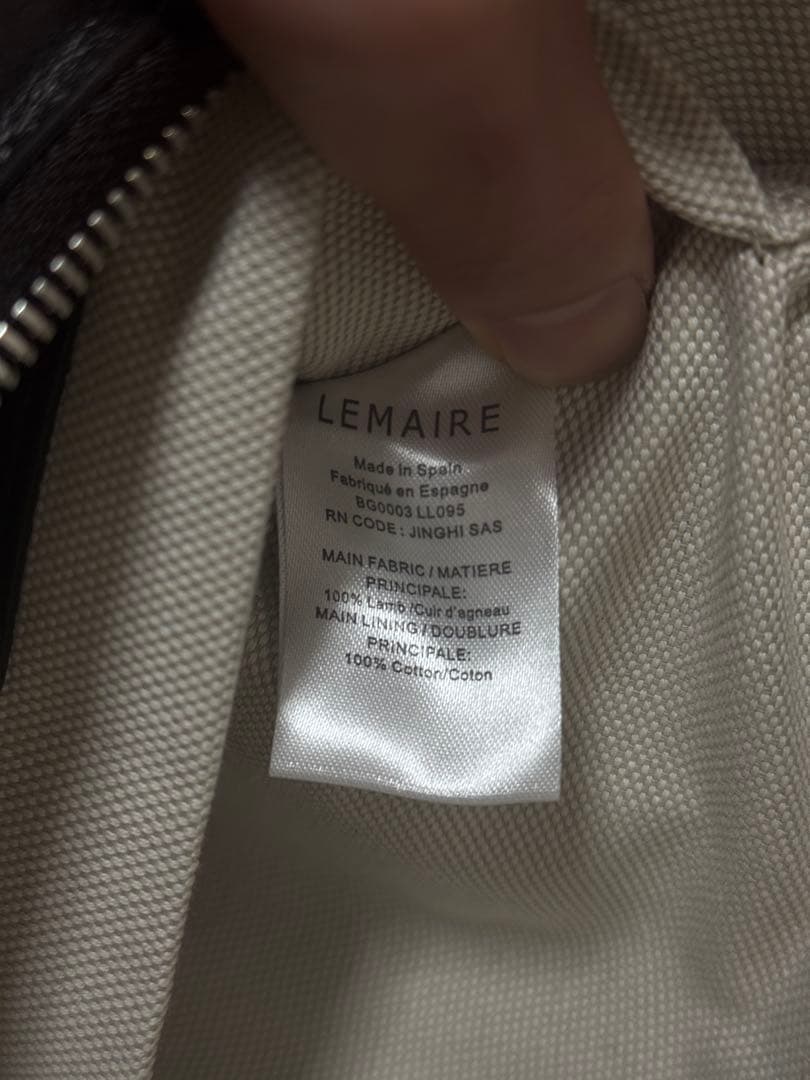 LEMAIRE
Made in Spain
Fabriqué en Espagne
BG0003 LL095
RN CODE : JINGHI SAS
MAIN FABRIC / MATIERE
PRINCIPALE:
100% Lamb /Cuir d'agneau
MAIN LINING / DOUBLURE
PRINCIPALE:
100% Cotton/Coton